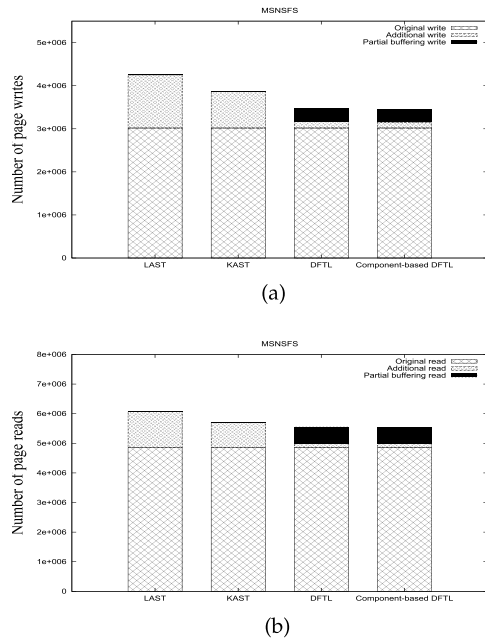 MSNSFS
Original write
Additional write
Partial buffering write
5e+006
4e+006
3e+006
2e+006
1e+006
0
Number of page writes
LAST KAST DFTL Component-based DFTL
(a)
MSNSFS
Original read
Additional read
Partial buffering read
8e+006
7e+006
6e+006
5e+006
4e+006
3e+006
2e+006
1e+006
0
Number of page reads
LAST KAST DFTL Component-based DFTL
(b)